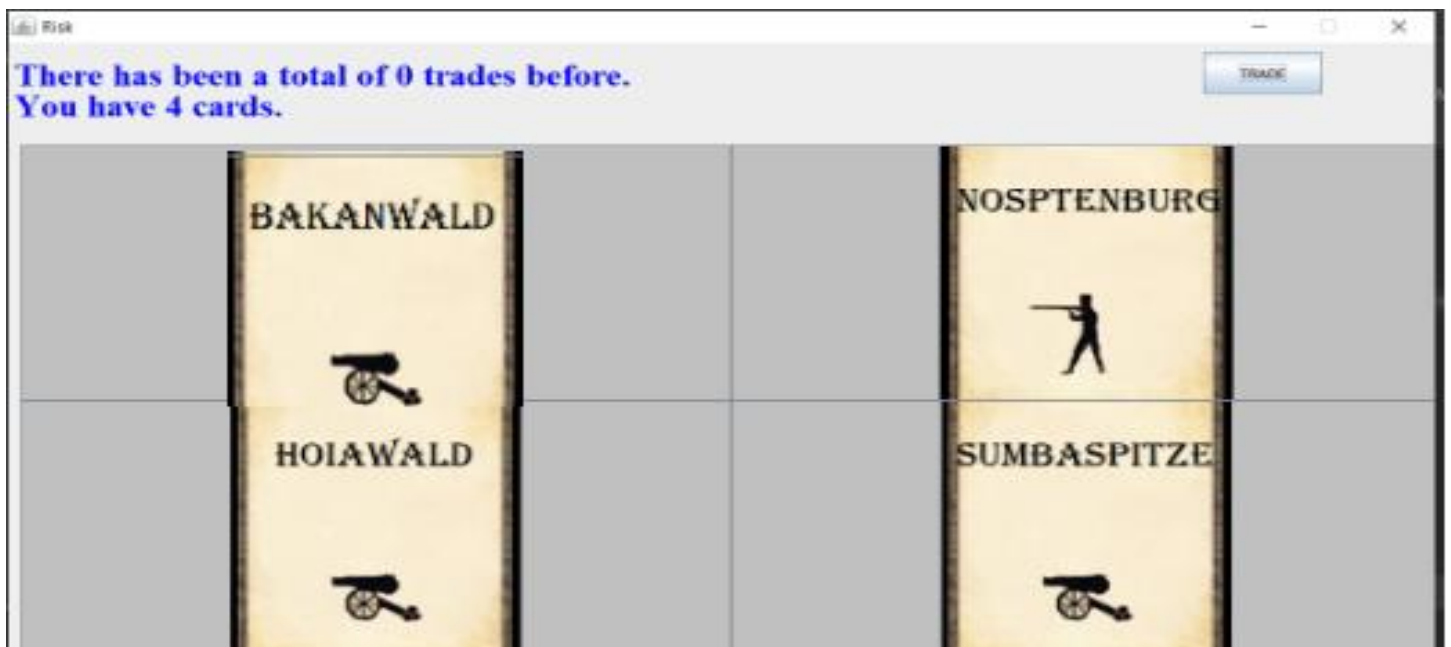 Risk
There has been a total of 0 trades before.
You have 4 cards.
TRADE
BAKANWALD
NOSPTENBURG
HOIAWALD
SUMBASPITZE